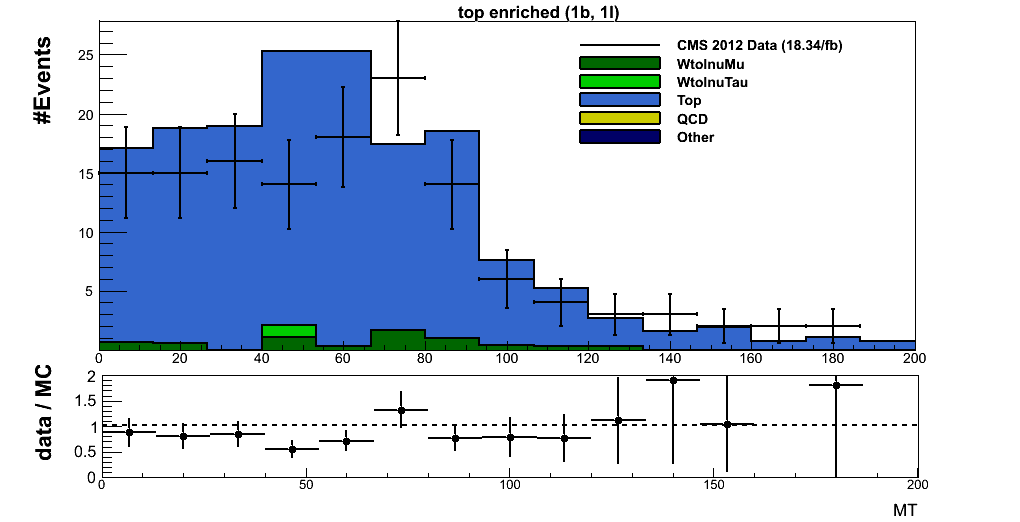 top enriched (1b, 1l)
#Events
25
20
15
10
5
CMS 2012 Data (18.34/fb)
WtolnuMu
WtolnuTau
Top
QCD
Other
0 20 40 60 80 100 120 140 160 180 200
data / MC
2
1.5
1
0.5
0
0 50 100 150 200
MT